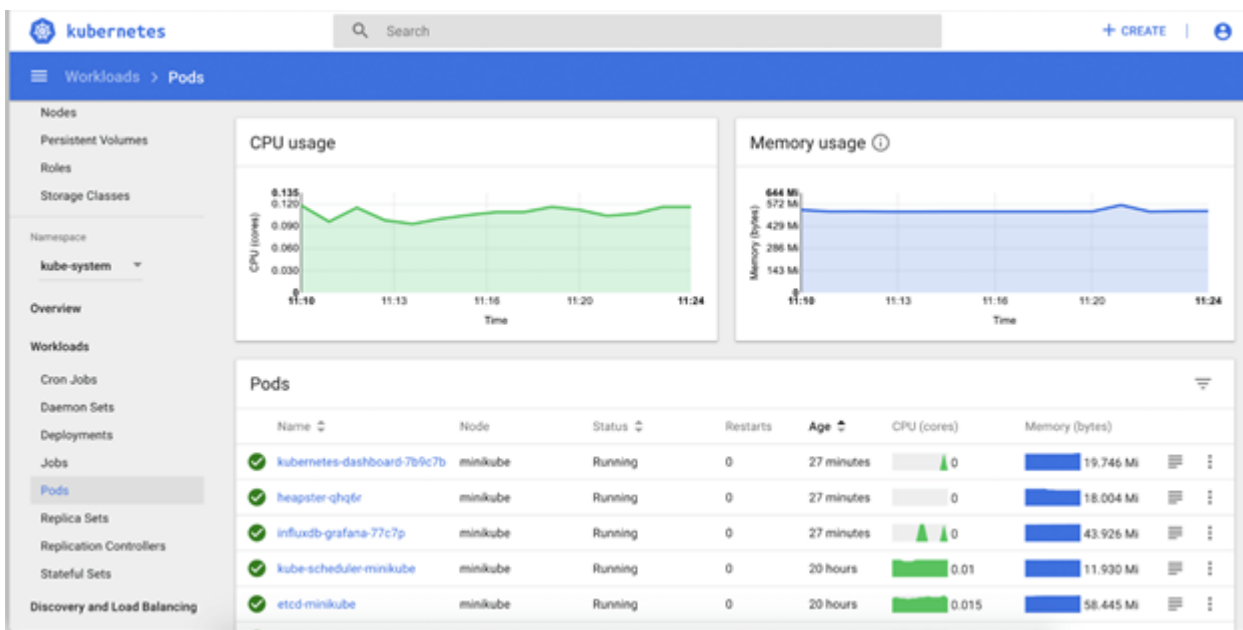 kubernetes
Search
+ CREATE
Workloads > Pods
Nodes
Persistent Volumes
Roles
Storage Classes
Namespace
kube-system
Overview
Workloads
Cron Jobs
Daemon Sets
Deployments
Jobs
Pods
Replica Sets
Replication Controllers
Stateful Sets
Discovery and Load Balancing
CPU usage
CPU (cores)
0.135
0.120
0.090
0.060
0.030
0
11:10 11:13 11:16 11:20 11:24
Time
Memory usage
Memory (bytes)
644 Mi
572 Mi
429 Mi
286 Mi
143 Mi
0
11:10 11:13 11:16 11:20 11:24
Time
Pods
Name Node Status Restarts Age CPU (cores) Memory (bytes)
kubernetes-dashboard-7b9c7b minikube Running 0 27 minutes 0 19.746 Mi
heapster-qhq6r minikube Running 0 27 minutes 0 18.004 Mi
influxdb-grafana-77c7p minikube Running 0 27 minutes 0 43.926 Mi
kube-scheduler-minikube minikube Running 0 20 hours 0.01 11.930 Mi
etcd-minikube minikube Running 0 20 hours 0.015 58.445 Mi